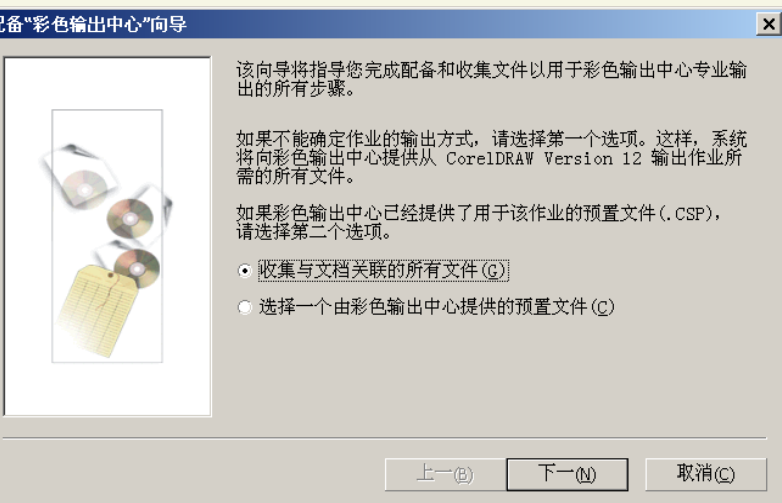 配备“彩色输出中心”向导
该向导将指导您完成配备和收集文件以用于彩色输出中心专业输
出的所有步骤。
如果不能确定作业的输出方式，请选择第一个选项。这样，系统
将向彩色输出中心提供从 CorelDRAW Version 12 输出作业所
需的所有文件。
如果彩色输出中心已经提供了用于该作业的预置文件(.CSP)，
请选择第二个选项。
收集与文档关联的所有文件(G)
选择一个由彩色输出中心提供的预置文件(C)
上一(B) 下一(N) 取消(C)